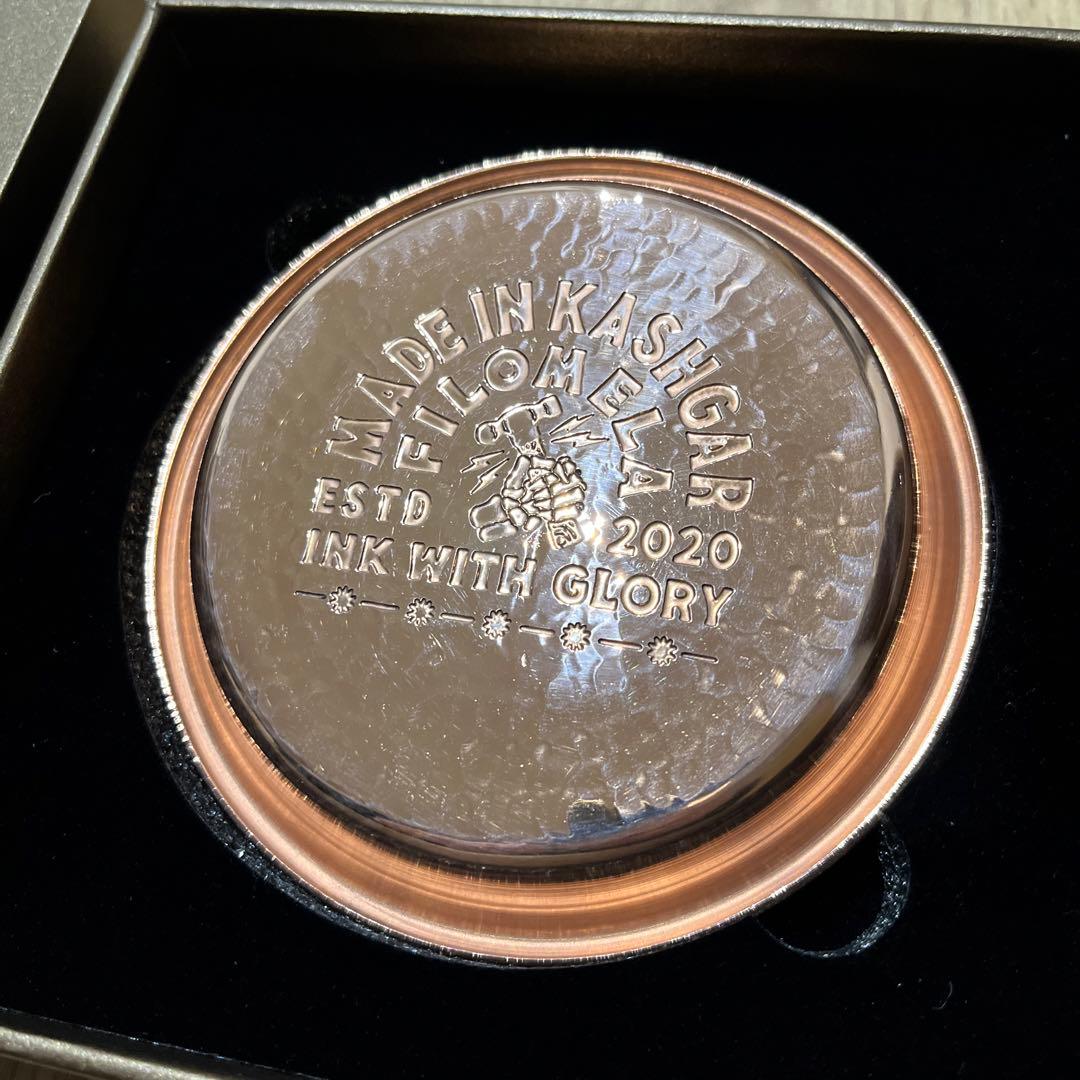 MADE IN KASHGAR
FILOMELA
ESTD 2020
INK WITH GLORY